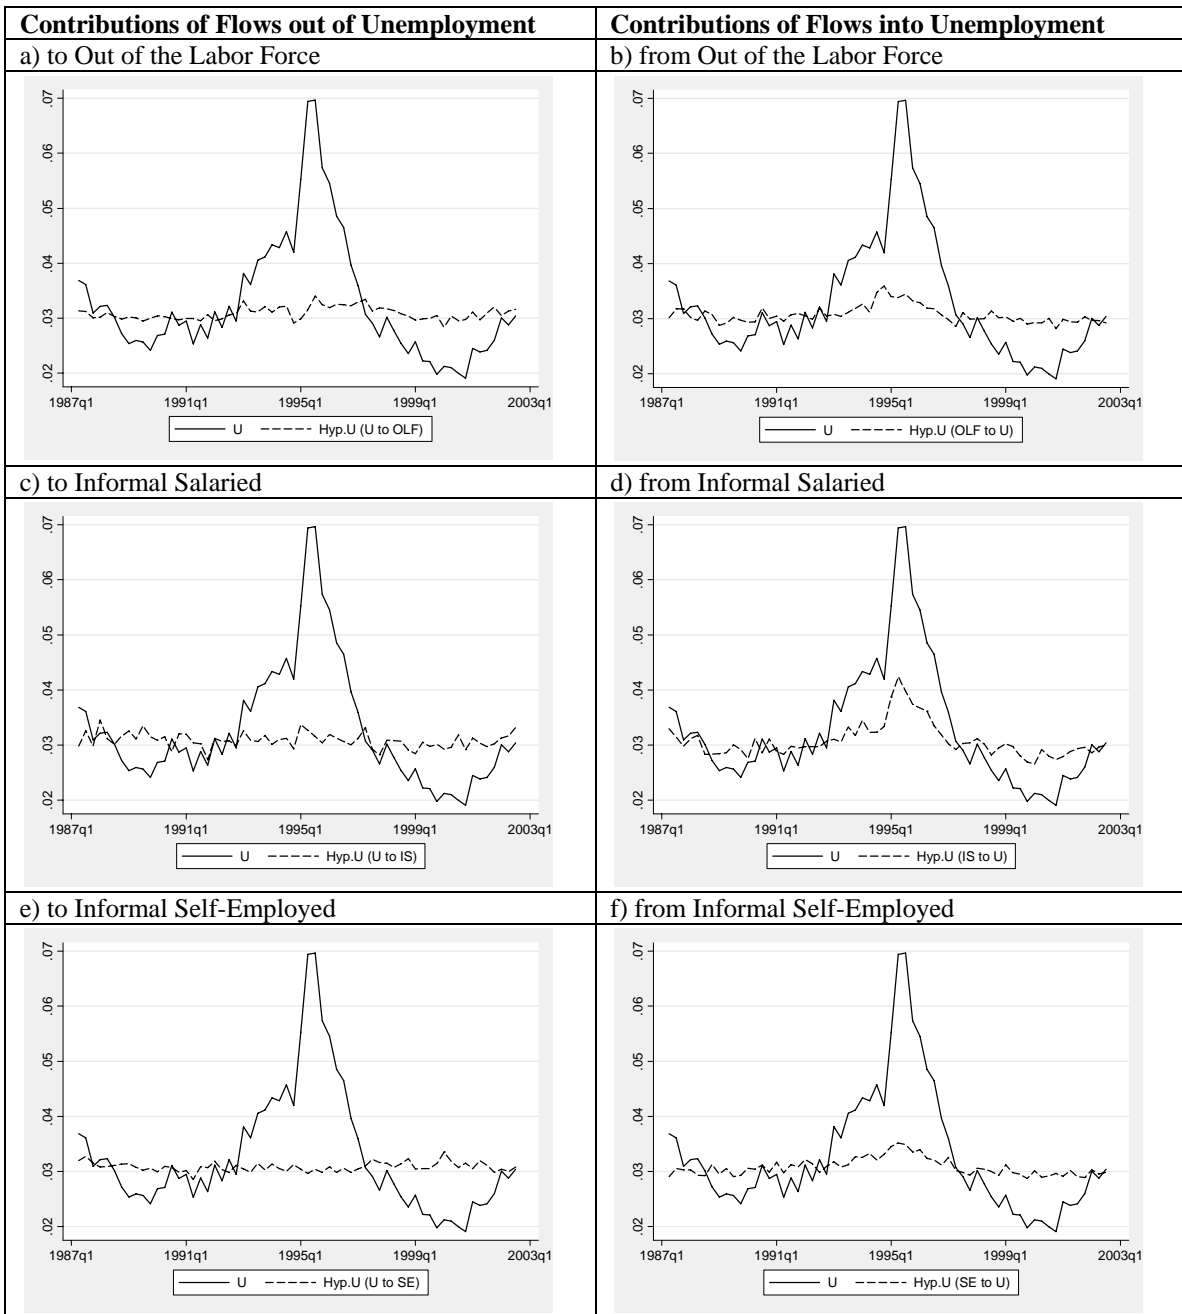 Contributions of Flows out of Unemployment
Contributions of Flows into Unemployment
a) to Out of the Labor Force
b) from Out of the Labor Force
.07
.06
.05
.04
.03
.02
1987q1 1991q1 1995q1 1999q1 2003q1
U Hyp.U (U to OLF)
.07
.06
.05
.04
.03
.02
1987q1 1991q1 1995q1 1999q1 2003q1
U Hyp.U (OLF to U)
c) to Informal Salaried
d) from Informal Salaried
.07
.06
.05
.04
.03
.02
1987q1 1991q1 1995q1 1999q1 2003q1
U Hyp.U (U to IS)
.07
.06
.05
.04
.03
.02
1987q1 1991q1 1995q1 1999q1 2003q1
U Hyp.U (IS to U)
e) to Informal Self-Employed
f) from Informal Self-Employed
.07
.06
.05
.04
.03
.02
1987q1 1991q1 1995q1 1999q1 2003q1
U Hyp.U (U to SE)
.07
.06
.05
.04
.03
.02
1987q1 1991q1 1995q1 1999q1 2003q1
U Hyp.U (SE to U)